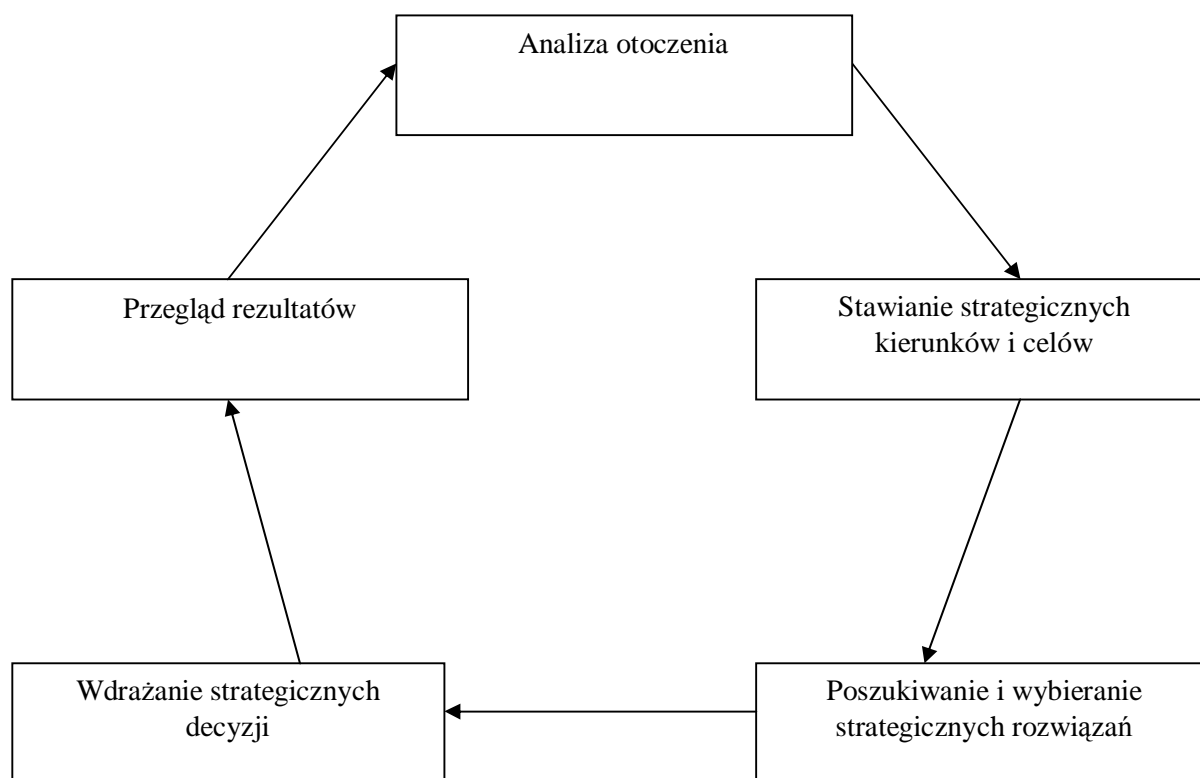 Analiza otoczenia
Przegląd rezultatów
Stawianie strategicznych
kierunków i celów
Wdrażanie strategicznych
decyzji
Poszukiwanie i wybieranie
strategicznych rozwiązań